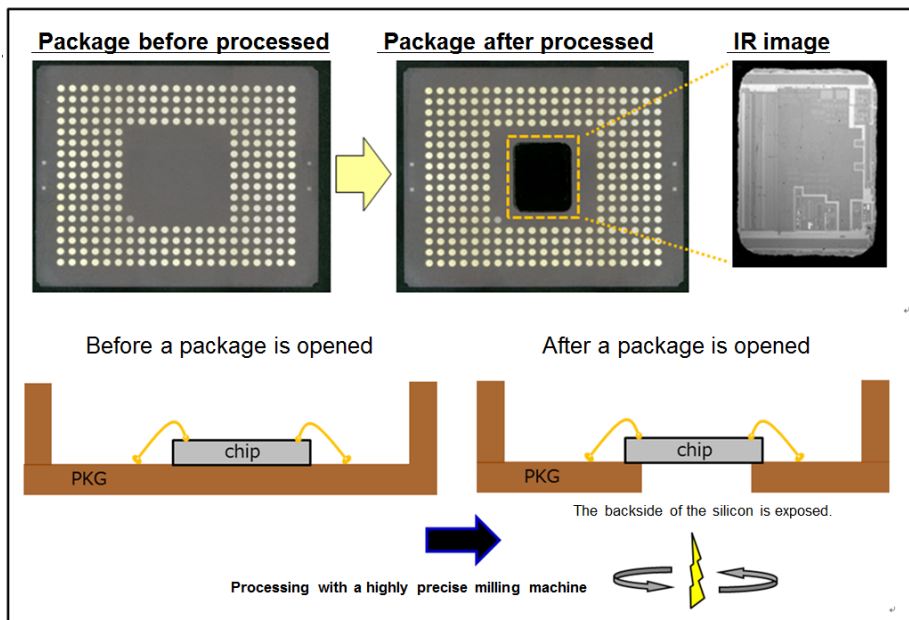 Package before processed
Package after processed
IR image
Before a package is opened
After a package is opened
chip
PKG
chip
PKG
The backside of the silicon is exposed.
Processing with a highly precise milling machine